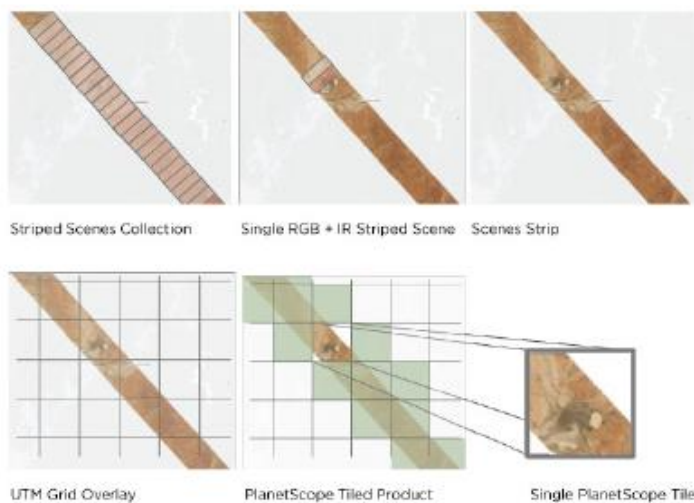 Striped Scenes Collection
Single RGB + IR Striped Scene
Scenes Strip
UTM Grid Overlay
PlanetScope Tiled Product
Single PlanetScope Tile